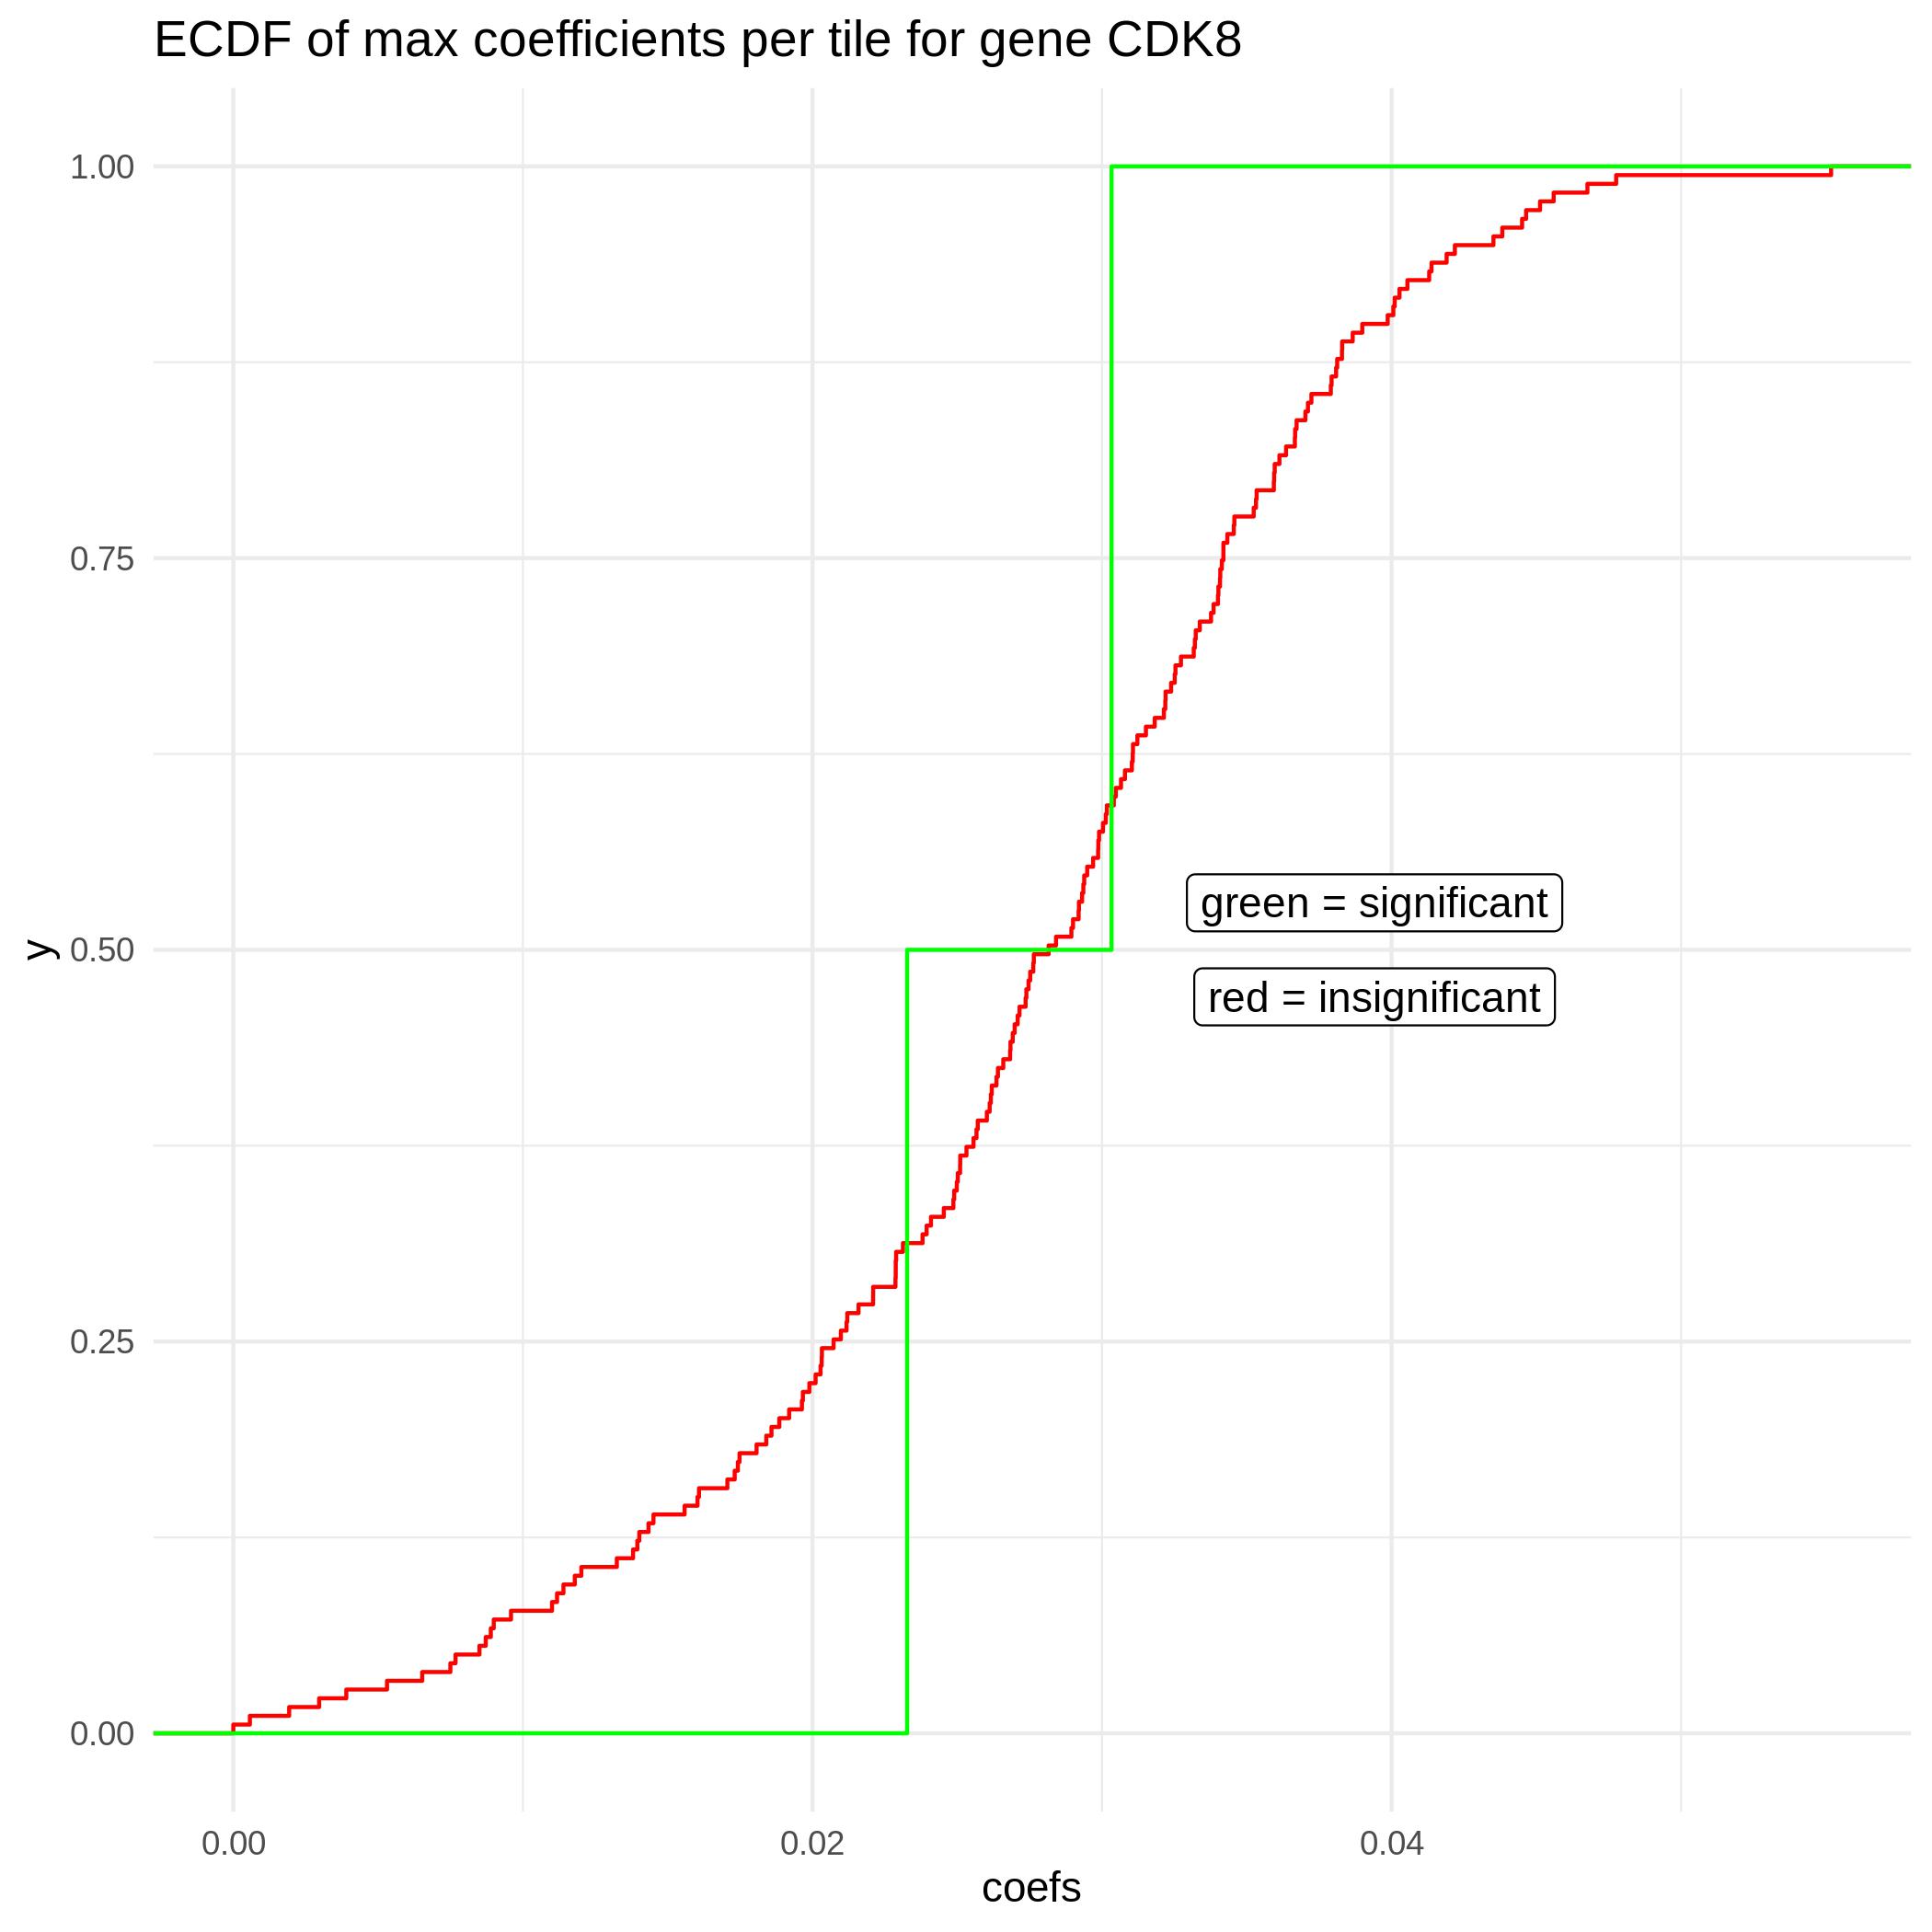 ECDF of max coefficients per tile for gene CDK8
1.00
0.75
0.50
0.25
0.00
y
green = significant
red = insignificant
0.00
0.02
0.04
coefs